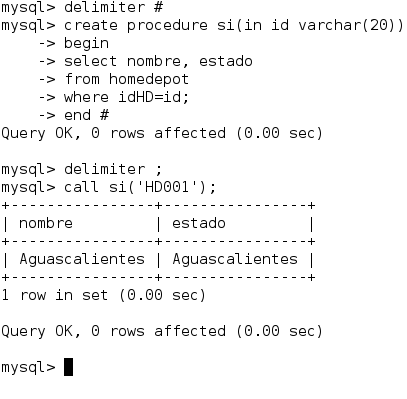 mysql> delimiter #
mysql> create procedure si(in id varchar(20))
    -> begin
    -> select nombre, estado
    -> from homedepot
    -> where idHD=id;
    -> end #
Query OK, 0 rows affected (0.00 sec)

mysql> delimiter ;
mysql> call si('HD001');
+----------------+----------------+
| nombre         | estado         |
+----------------+----------------+
| Aguascalientes | Aguascalientes |
+----------------+----------------+
1 row in set (0.00 sec)

Query OK, 0 rows affected (0.00 sec)

mysql>